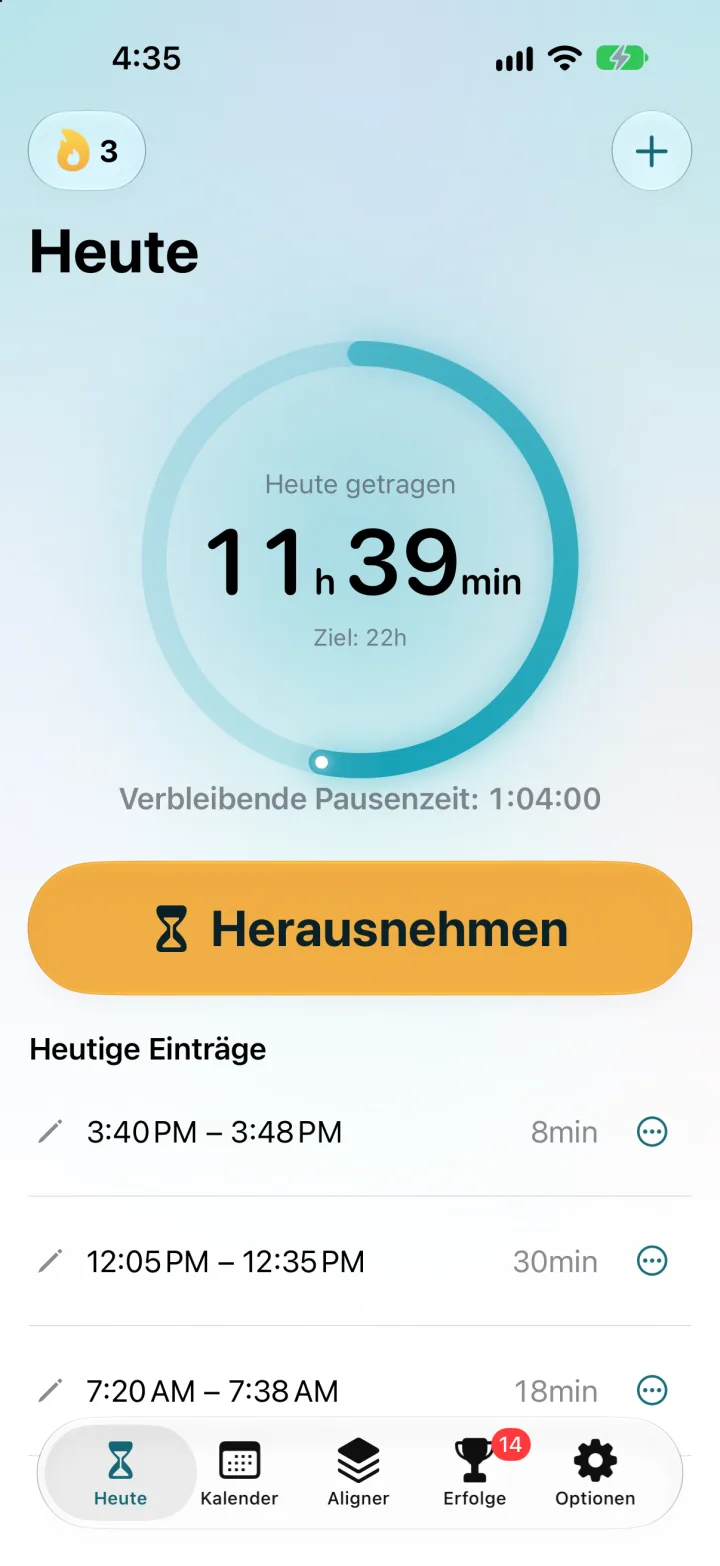 4:35
3
Heute
Heute getragen
11h39min
Ziel: 22h
Verbleibende Pausenzeit: 1:04:00
Herausnehmen
Heutige Einträge
3:40 PM – 3:48 PM 8min
12:05 PM – 12:35 PM 30min
7:20 AM – 7:38 AM 18min
14
Heute Kalender Aligner Erfolge Optionen